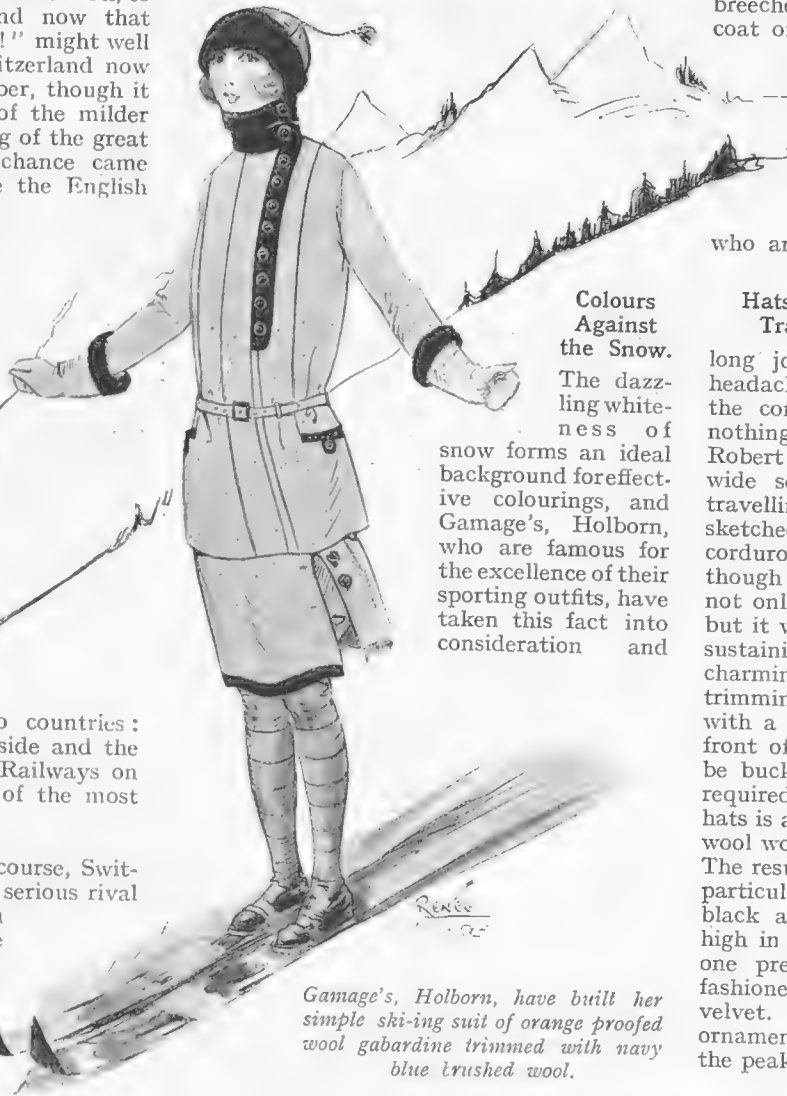 nd now that
!" might well
itzerland now
ber, though it
of the milder
g of the great
chance came
e the English
o countries :
side and the
Railways on
of the most
course, Swit-
serious rival
Colours
Against
the Snow.
The dazz-
ling white-
ness of
snow forms an ideal
background for effect-
ive colourings, and
Gamage's, Holborn,
who are famous for
the excellence of their
sporting outfits, have
taken this fact into
consideration and
RENÉE
Gamage's, Holborn, have built her
simple ski-ing suit of orange proofed
wool gabardine trimmed with navy
blue brushed wool.
breeche
coat o
who ar
Hats
Tra
long jo
headach
the cor
nothing
Robert
wide s
travelli
sketche
corduro
though
not onl
but it v
sustaini
charmin
trimmin
with a
front of
be buck
required
hats is a
wool wo
The resu
particul
black a
high in
one pre
fashione
velvet.
orname
the peak